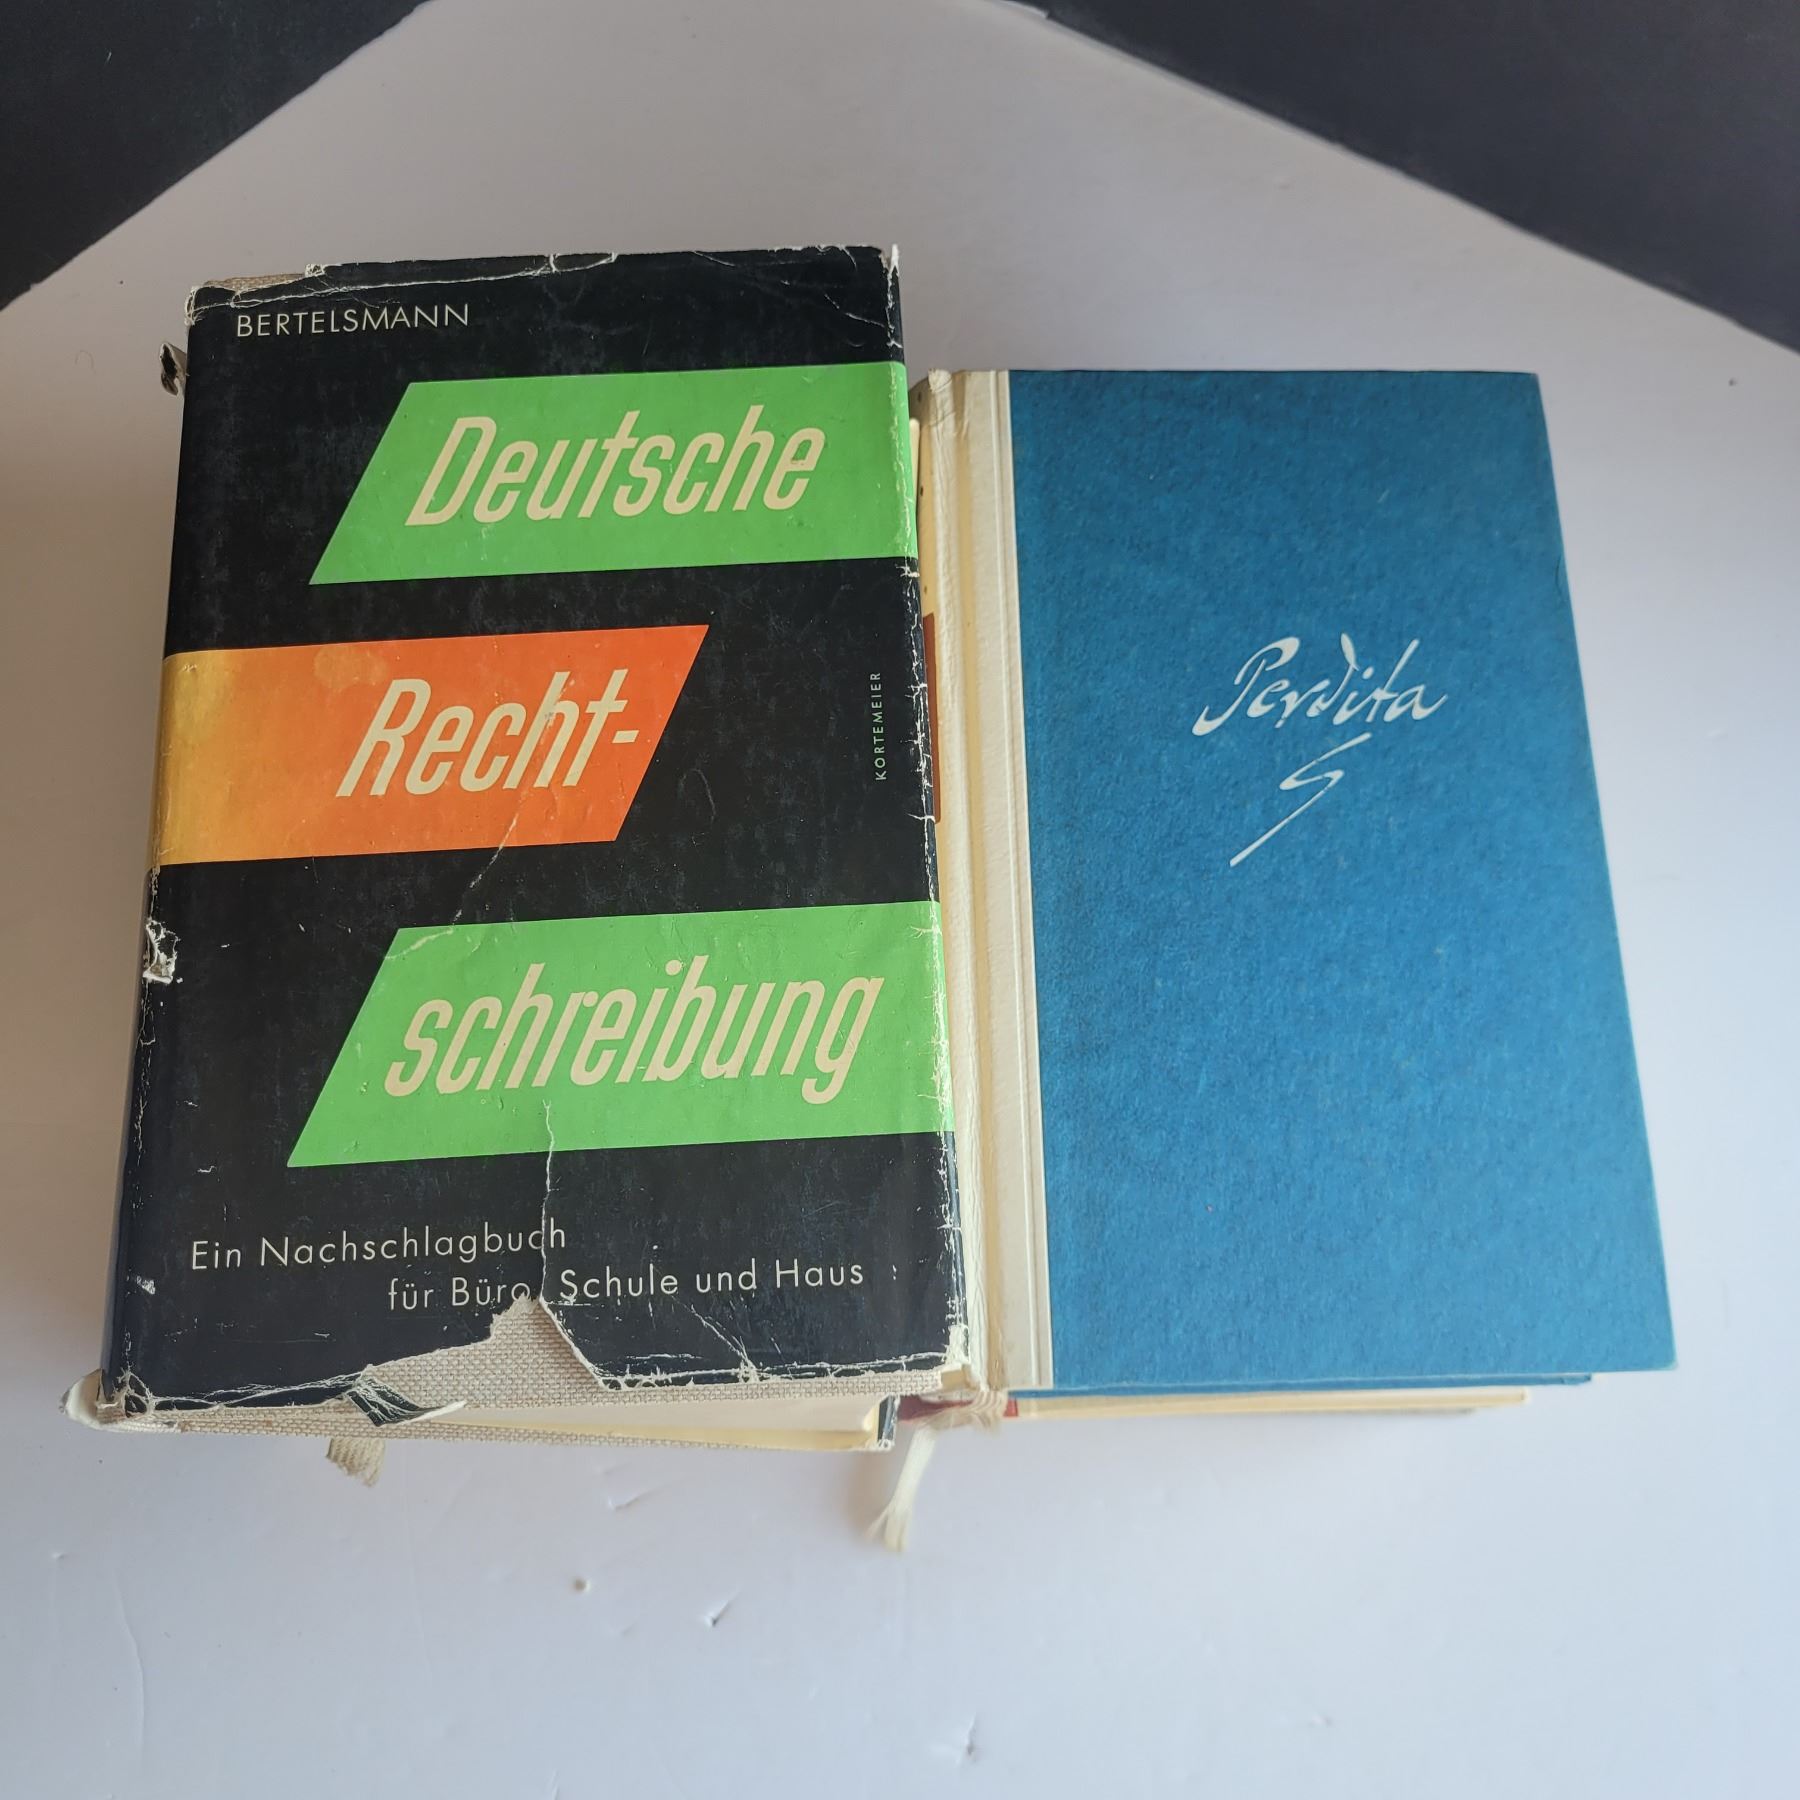 BERTELSMANN
Deutsche
Recht-
schreibung
KORTEMEIER
Ein Nachschlagbuch
für Büro, Schule und Haus
Perdita